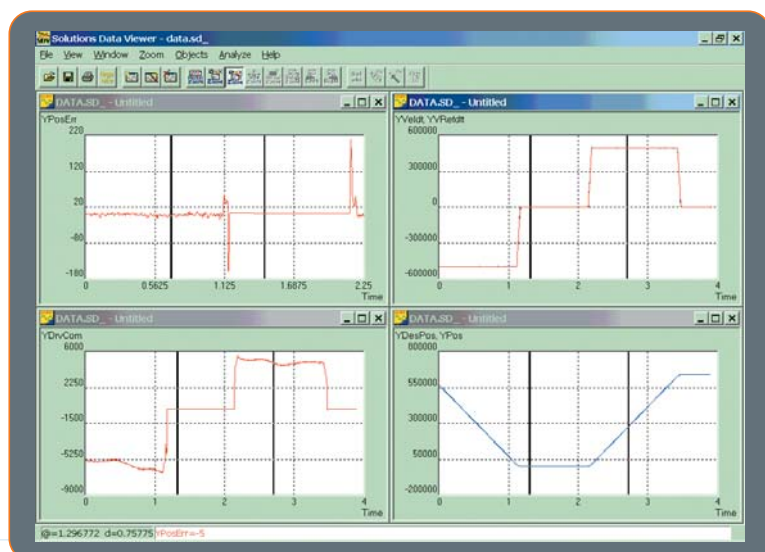 Solutions Data Viewer - data.sd_
File View Window Zoom Objects Analyze Help
DATA.SD_ - Untitled
YPosErr
220
120
20
-80
-180
0 0.5625 1.125 1.6875 2.25
Time
DATA.SD_ - Untitled
YVeldt, YVRefdtt
600000
300000
0
-300000
-600000
0 1 2 3 4
Time
DATA.SD_ - Untitled
YDrvCom
6000
2250
-1500
-5250
-9000
0 1 2 3 4
Time
DATA.SD_ - Untitled
YDesPos, YPos
800000
550000
300000
50000
-200000
0 1 2 3 4
Time
@=1.296772 d=0.75775 YPosErr=-5